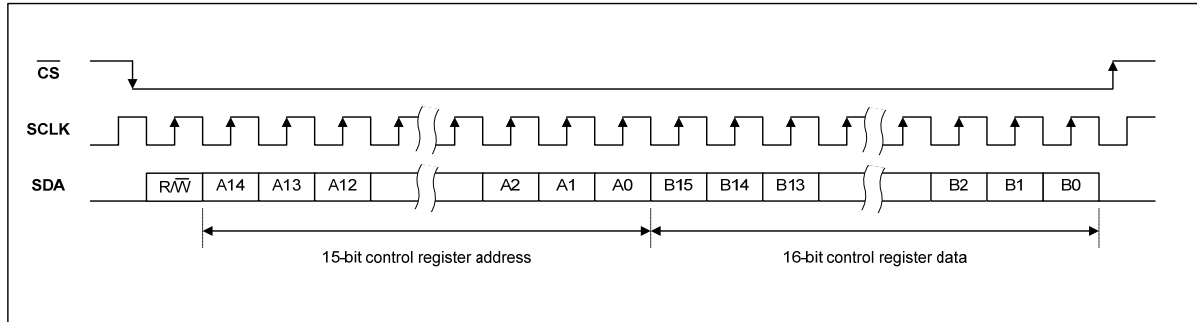 CS
SCLK
SDA R/W A14 A13 A12 A2 A1 A0 B15 B14 B13 B2 B1 B0
15-bit control register address 16-bit control register data